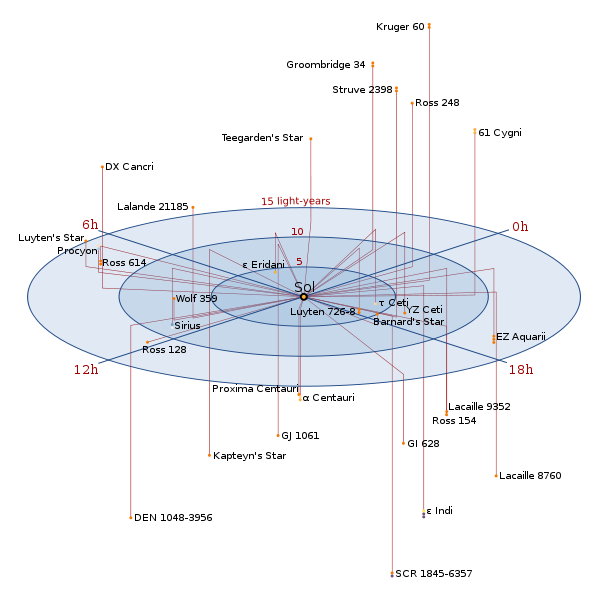 Kruger 60
Groombridge 34
Struve 2398
Ross 248
61 Cygni
Teegarden's Star
DX Cancri
15 light-years
Lalande 21185
6h
0h
10
Luyten's Star
Procyon
5
Ross 614
ε Eridani
Sol
Wolf 359
τ Ceti
Luyten 726-8
YZ Ceti
Barnard's Star
Sirius
EZ Aquarii
Ross 128
12h
18h
Proxima Centauri
α Centauri
Lacaille 9352
Ross 154
GJ 1061
GI 628
Kapteyn's Star
Lacaille 8760
ε Indi
DEN 1048-3956
SCR 1845-6357